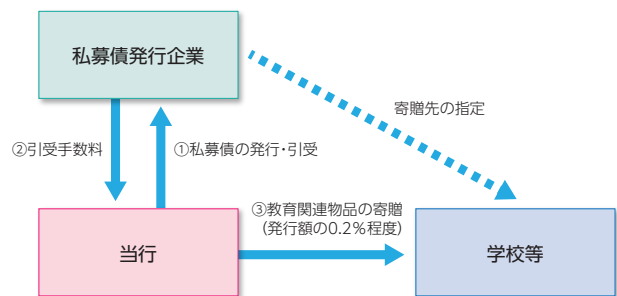 私募債発行企業
寄贈先の指定
②引受手数料
①私募債の発行・引受
③教育関連物品の寄贈
（発行額の0.2％程度）
当行
学校等